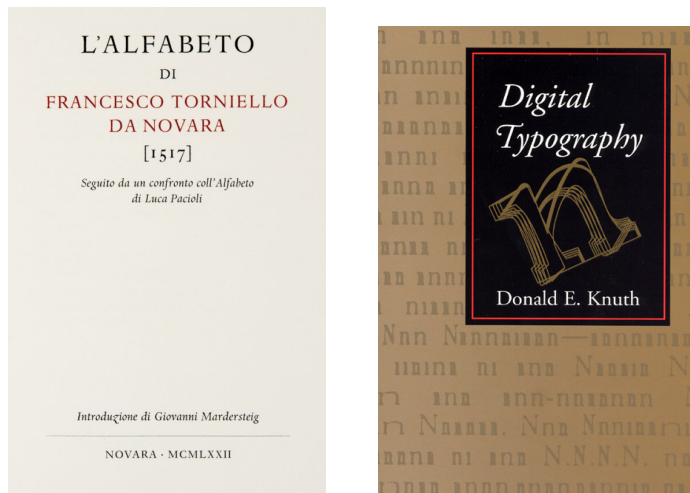 L'ALFABETO
DI
FRANCESCO TORNIELLO
DA NOVARA
[1517]
Seguito da un confronto coll'Alfabeto
di Luca Pacioli
Introduzione di Giovanni Mardersteig
NOVARA · MCMLXXII
Digital
Typography
Donald E. Knuth